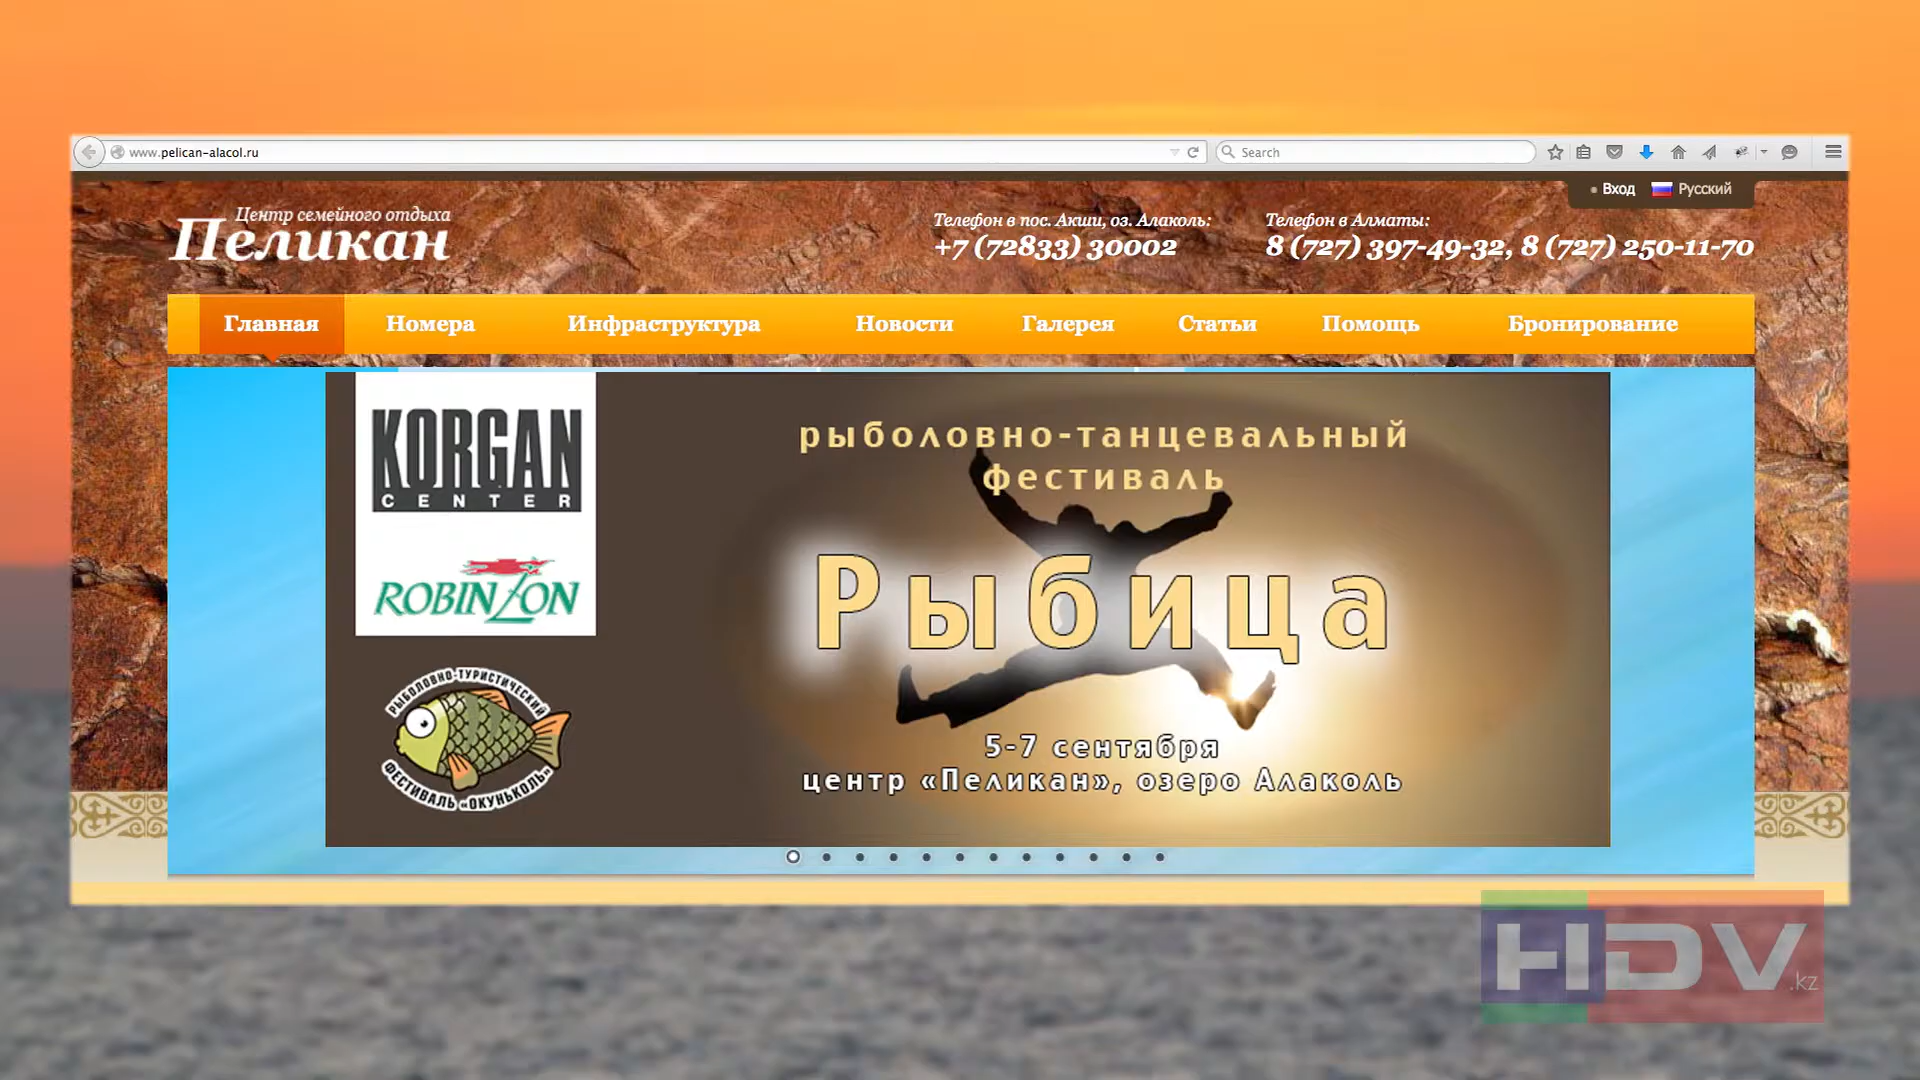 www.pelican-alacol.ru
Search
Вход
Русский
Центр семейного отдыха
Пеликан
Телефон в пос. Акши, оз. Алаколь:
+7 (72833) 30002
Телефон в Алматы:
8 (727) 397-49-32, 8 (727) 250-11-70
Главная
Номера
Инфраструктура
Новости
Галерея
Статьи
Помощь
Бронирование
KORGAN
CENTER
ROBINZON
рыболовно-танцевальный
фестиваль
Рыбица
5-7 сентября
центр «Пеликан», озеро Алаколь
РЫБОЛОВНО-ТУРИСТИЧЕСКИЙ
ФЕСТИВАЛЬ «ОКУНЬКОЛЬ»
HDV.kz